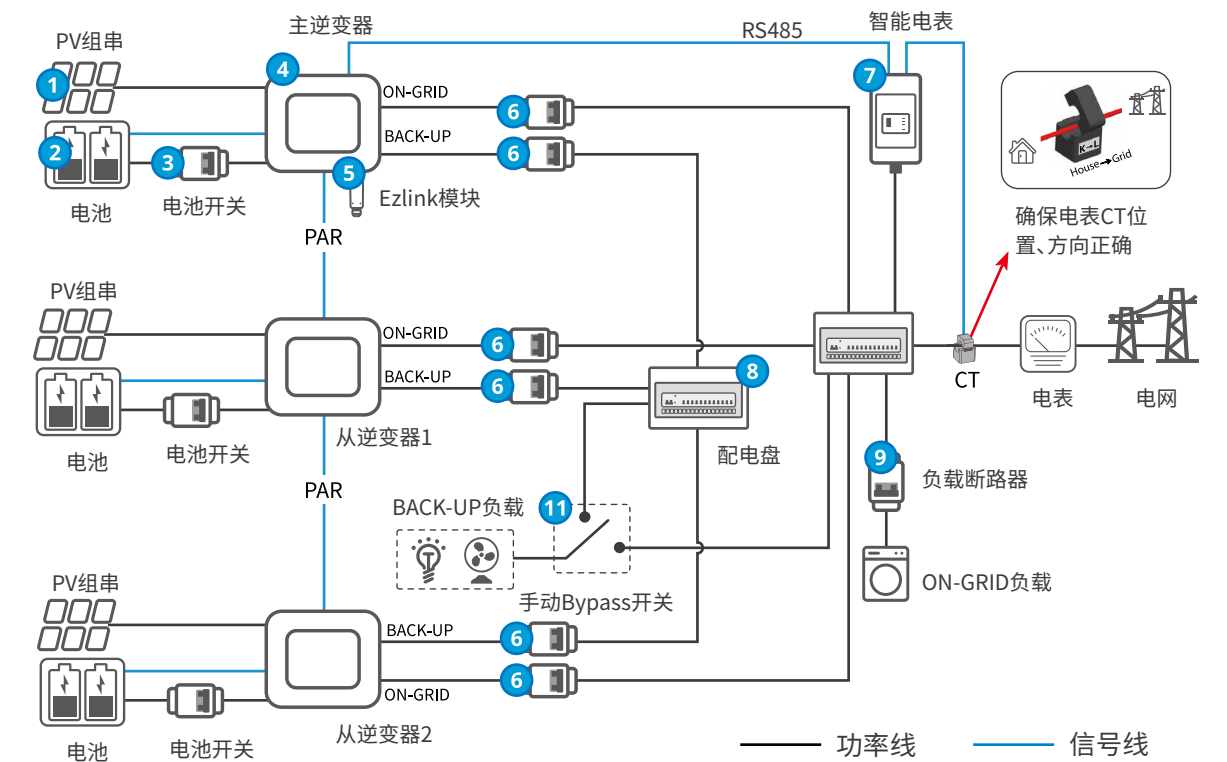 主逆变器
RS485
智能电表
PV组串
1
4
7
ON-GRID
6
BACK-UP
6
2
3
5
电池
电池开关
Ezlink模块
K→L
House→Grid
确保电表CT位
置、方向正确
PAR
PV组串
ON-GRID
6
BACK-UP
6
8
CT
电表
电网
从逆变器1
电池
电池开关
配电盘
9
负载断路器
PAR
BACK-UP负载
11
手动Bypass开关
ON-GRID负载
PV组串
BACK-UP
6
6
ON-GRID
从逆变器2
电池
电池开关
功率线
信号线